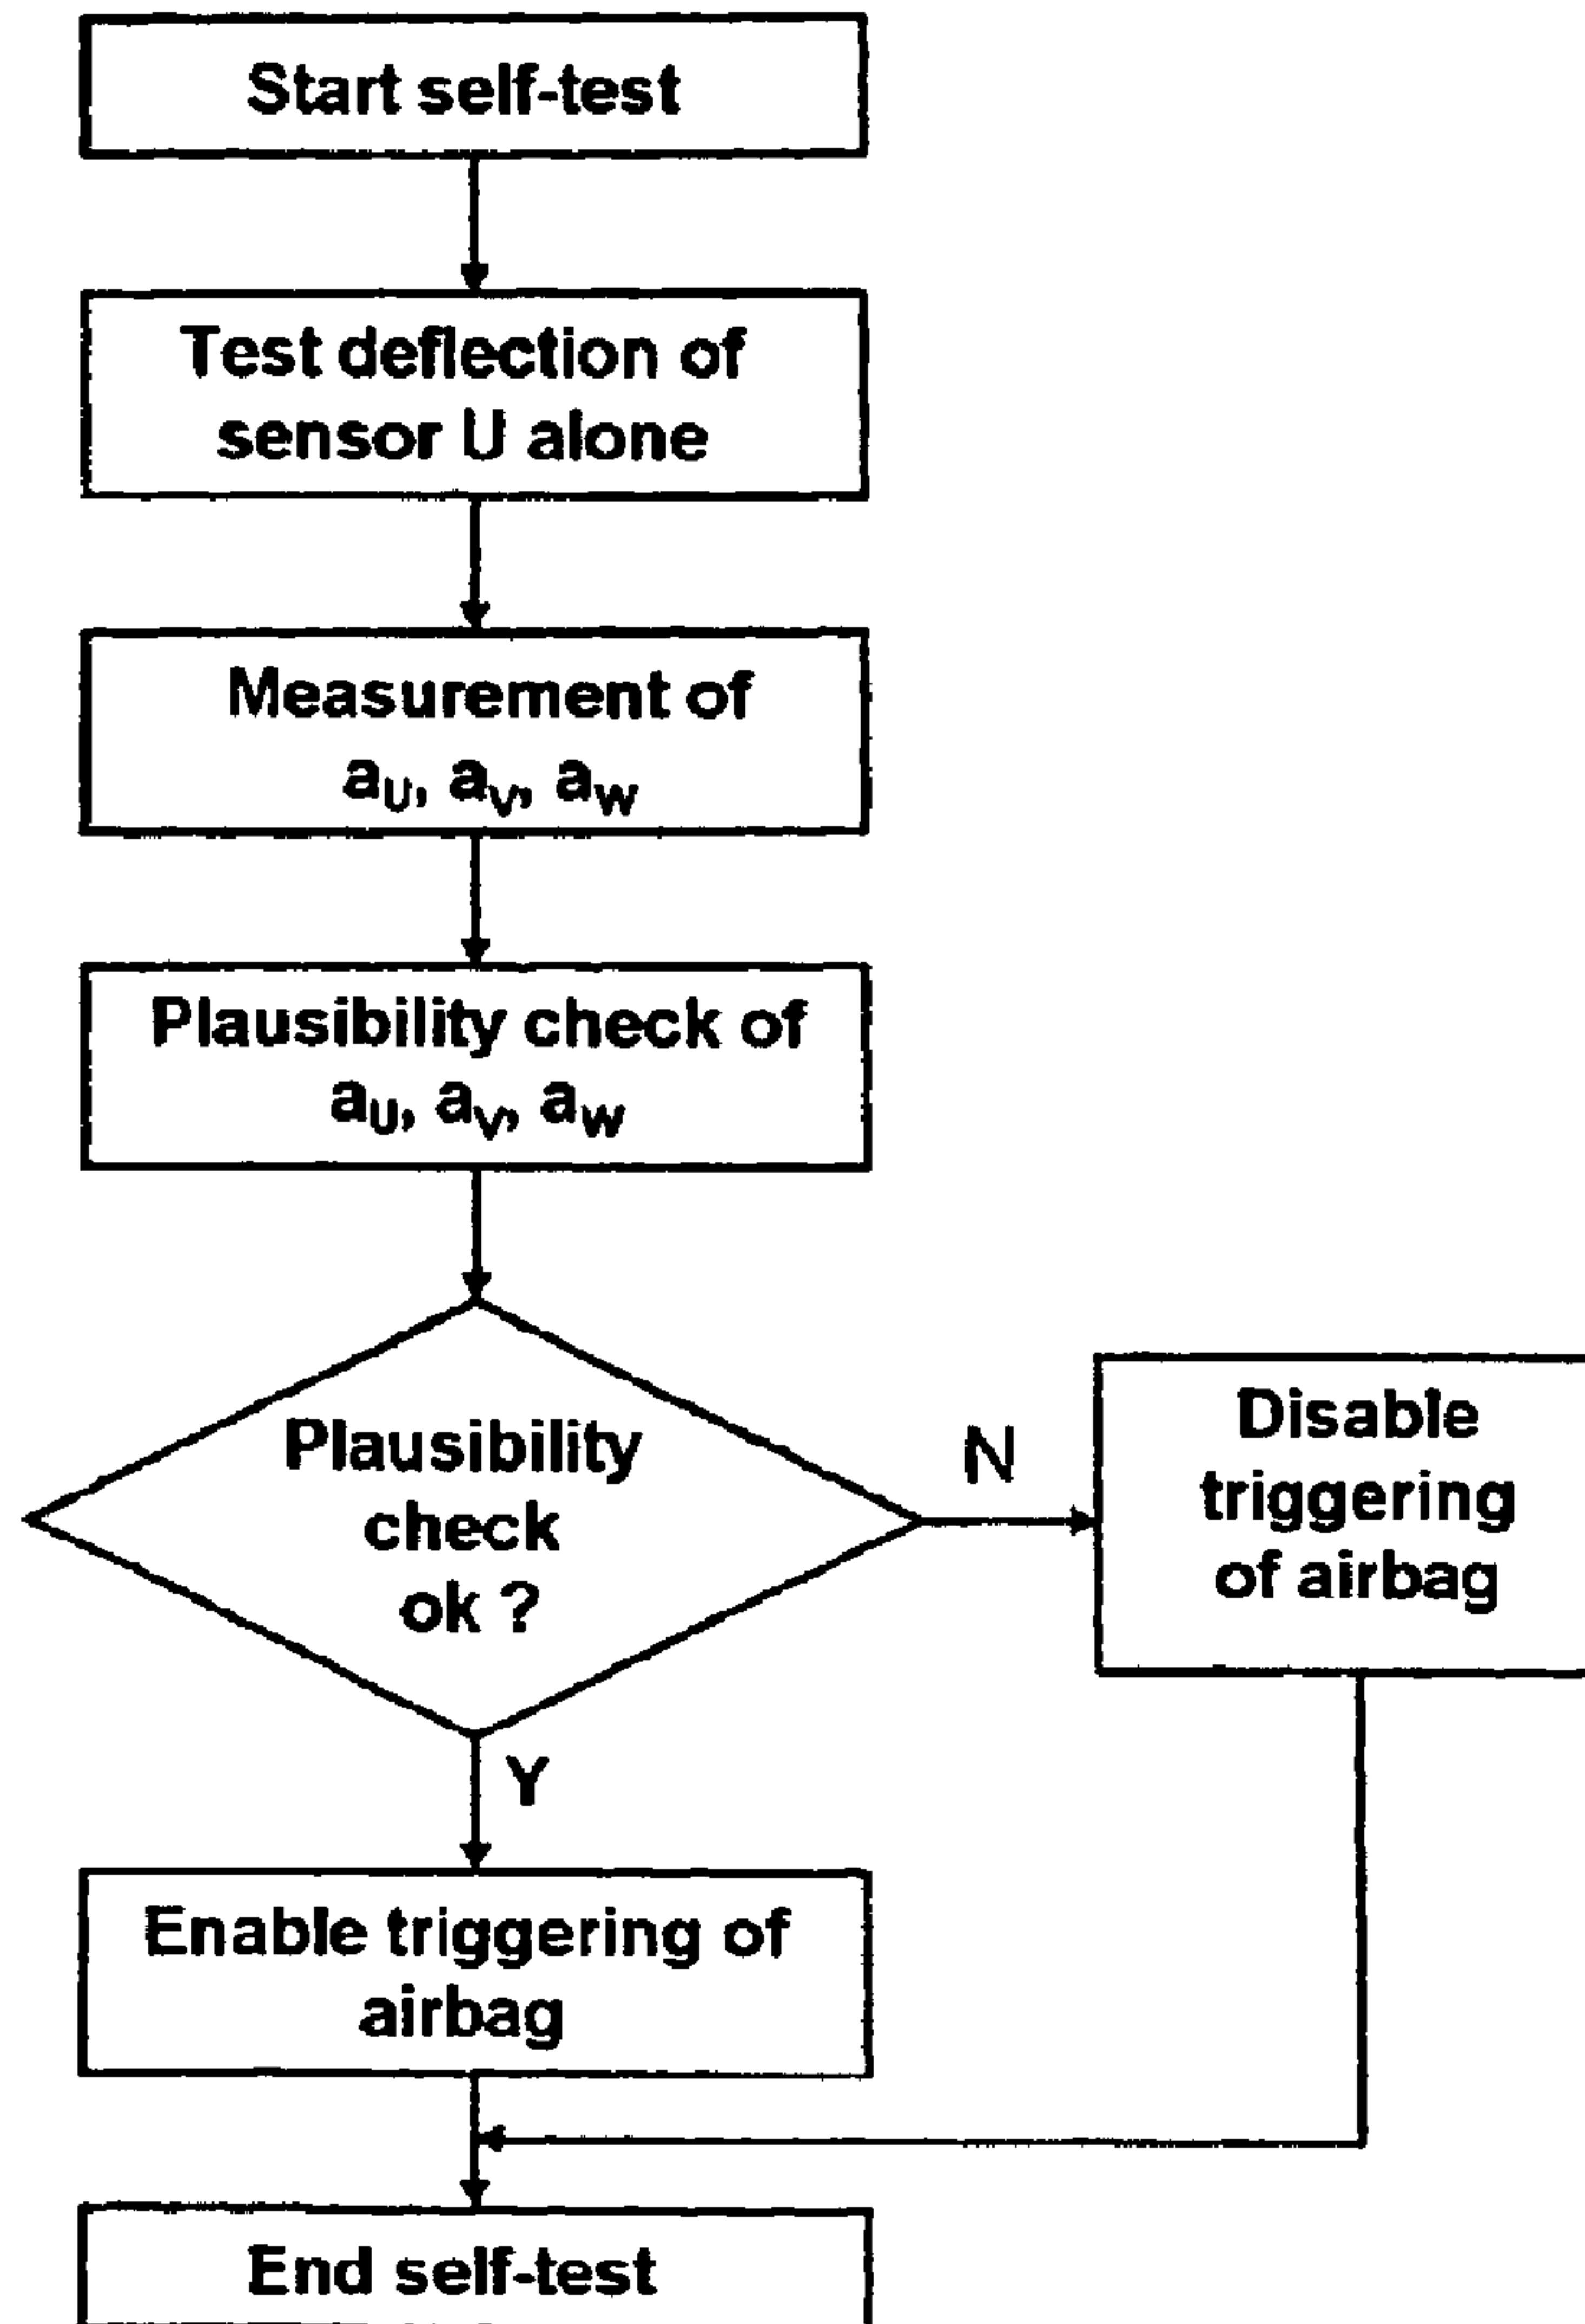 Start self-test
Test deflection of
sensor U alone
Measurement of
aU, aV, aW
Plausibility check of
aU, aV, aW
Plausibility
check
ok ?
N
Disable
triggering
of airbag
Y
Enable triggering of
airbag
End self-test